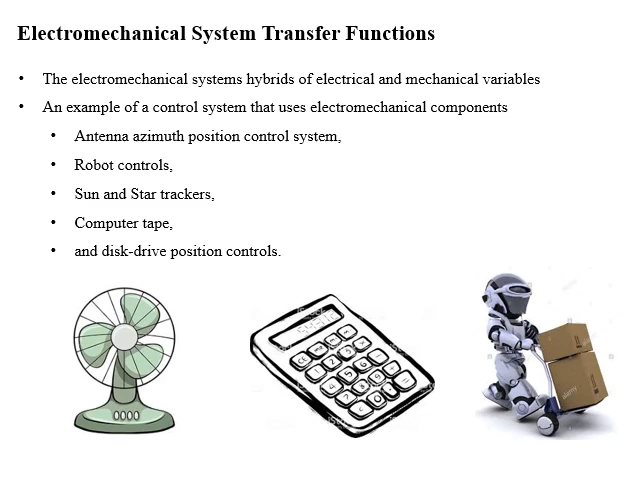 Electromechanical System Transfer Functions
• The electromechanical systems hybrids of electrical and mechanical variables
• An example of a control system that uses electromechanical components
• Antenna azimuth position control system,
• Robot controls,
• Sun and Star trackers,
• Computer tape,
• and disk-drive position controls.